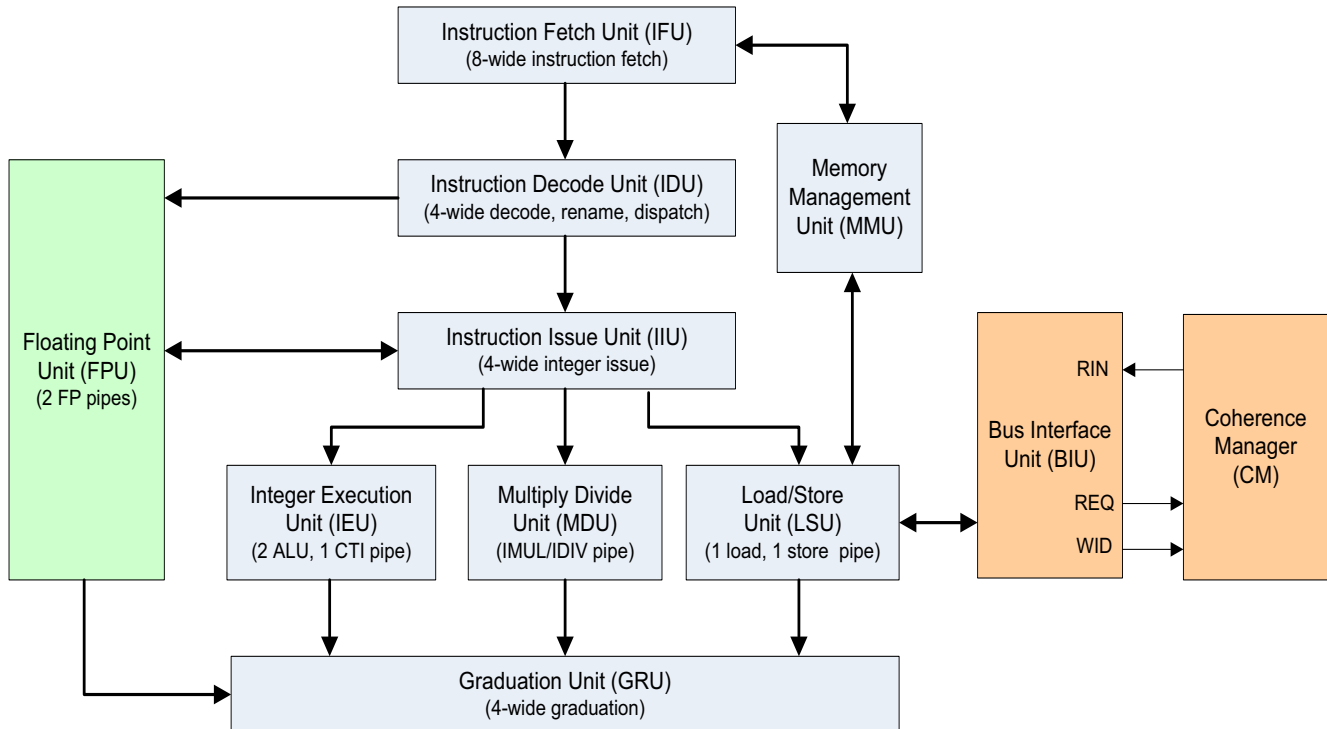 Instruction Fetch Unit (IFU)
(8-wide instruction fetch)
Memory
Management
Unit (MMU)
Instruction Decode Unit (IDU)
(4-wide decode, rename, dispatch)
Floating Point
Unit (FPU)
(2 FP pipes)
Instruction Issue Unit (IIU)
(4-wide integer issue)
Integer Execution
Unit (IEU)
(2 ALU, 1 CTI pipe)
Multiply Divide
Unit (MDU)
(IMUL/IDIV pipe)
Load/Store
Unit (LSU)
(1 load, 1 store pipe)
RIN
Bus Interface
Unit (BIU)
REQ
WID
Coherence
Manager
(CM)
Graduation Unit (GRU)
(4-wide graduation)